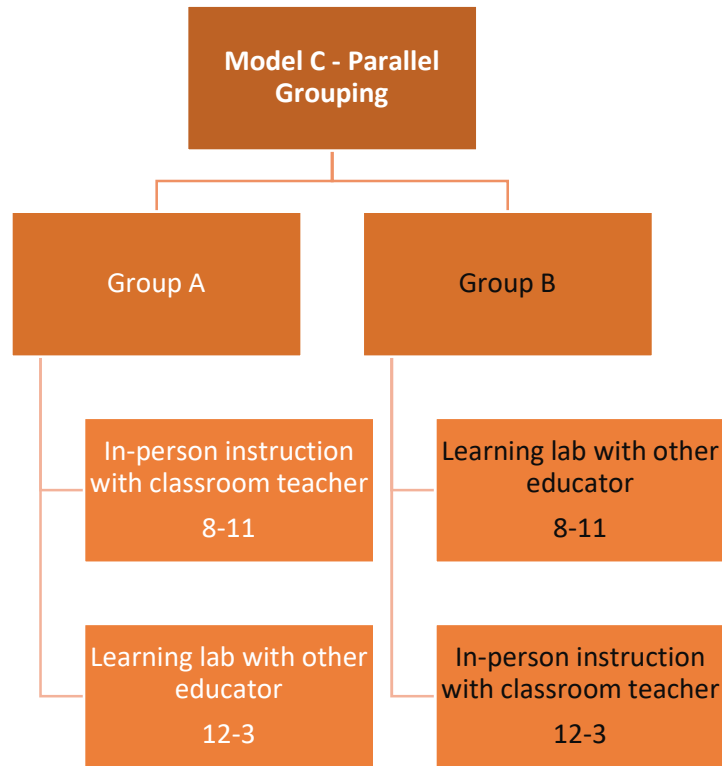 Model C - Parallel
Grouping
Group A
In-person instruction
with classroom teacher
8-11
Learning lab with other
educator
12-3
Group B
Learning lab with other
educator
8-11
In-person instruction
with classroom teacher
12-3